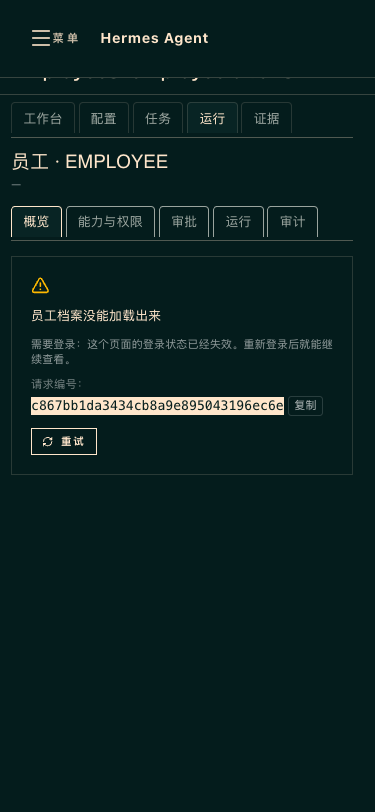 菜单 Hermes Agent
工作台 配置 任务 运行 证据
员工 · EMPLOYEE
—
概览 能力与权限 审批 运行 审计
员工档案没能加载出来
需要登录：这个页面的登录状态已经失效。重新登录后就能继
续查看。
请求编号：
c867bb1da3434cb8a9e895043196ec6e 复制
重试